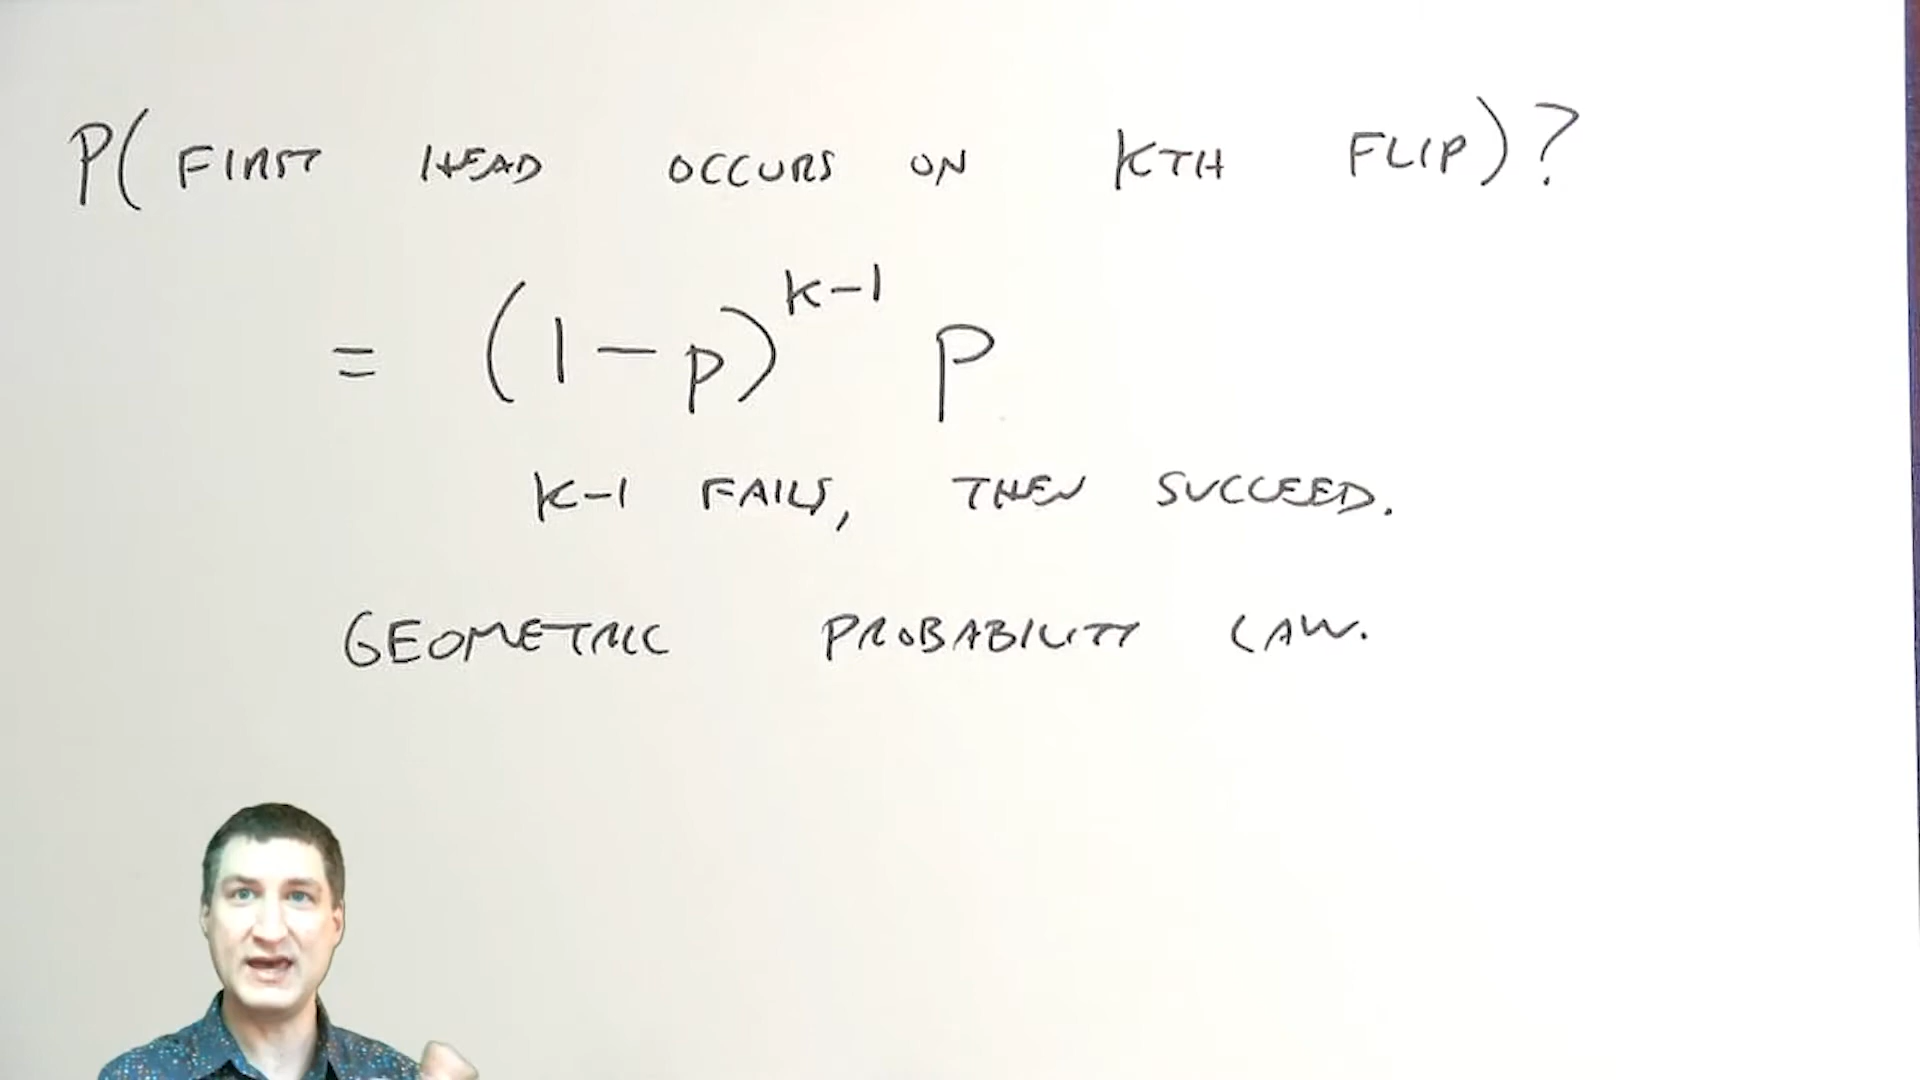 P( FIRST HEAD OCCURS ON KTH FLIP)?
= (1-p)^{k-1} p
K-1 FAILS, THEN SUCCEED.
GEOMETRIC PROBABILITY LAW.